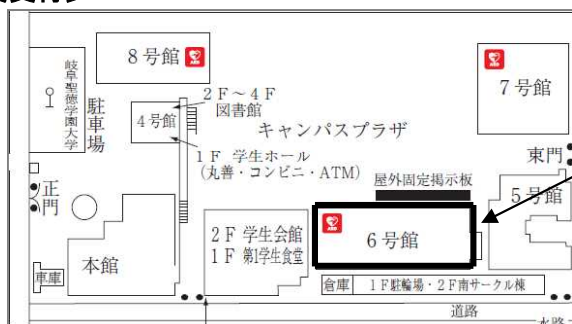 8号館
7号館
岐阜聖徳学園大学
駐車場
4号館
2F～4F
図書館
キャンパスプラザ
1F 学生ホール
(丸善・コンビニ・ATM)
東門
屋外固定掲示板
正門
5号館
2F 学生会館
1F 第1学生食堂
6号館
本館
車庫
倉庫
1F駐輪場・2F南サークル棟
道路